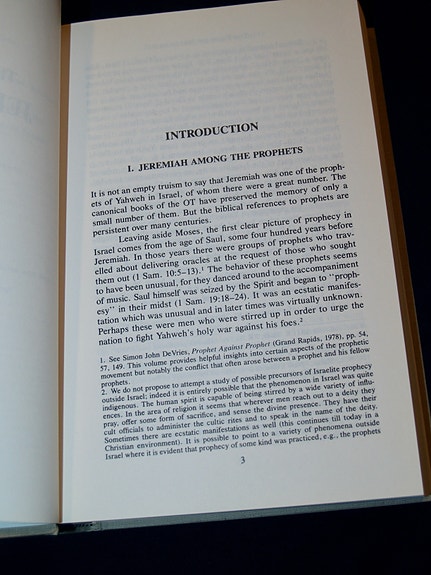 INTRODUCTION
I. JEREMIAH AMONG THE PROPHETS
It is not an empty truism to say that Jeremiah was one of the proph-
ets of Yahweh in Israel, of whom there were a great number. The
canonical books of the OT have preserved the memory of only a
small number of them. But the biblical references to prophets are
persistent over many centuries.
Leaving aside Moses, the first clear picture of prophecy in
Israel comes from the age of Saul, some four hundred years before
Jeremiah. In those years there were groups of prophets who trav-
elled about delivering oracles at the request of those who sought
them out (1 Sam. 10:5–13).1 The behavior of these prophets seems
to have been unusual, for they danced around to the accompaniment
of music. Saul himself was seized by the Spirit and began to "proph-
esy" in their midst (1 Sam. 19:18–24). It was an ecstatic manifes-
tation which was unusual and in later times was virtually unknown.
Perhaps these were men who were stirred up in order to urge the
nation to fight Yahweh's holy war against his foes.2
1. See Simon John DeVries, Prophet Against Prophet (Grand Rapids, 1978), pp. 54,
57, 149. This volume provides helpful insights into certain aspects of the prophetic
movement but notably the conflict that often arose between a prophet and his fellow
prophets.
2. We do not propose to attempt a study of possible precursors of Israelite prophecy
outside Israel; indeed it is entirely possible that the phenomenon in Israel was quite
indigenous. The human spirit is capable of being stirred by a wide variety of influ-
ences. In the area of religion it seems that wherever men reach out to a deity they
pray, offer some form of sacrifice, and sense the divine presence. They have their
cult officials to administer the cultic rites and to speak in the name of the deity.
Sometimes there are ecstatic manifestations as well (this continues till today in a
Christian environment). It is possible to point to a variety of phenomena outside
Israel where it is evident that prophecy of some kind was practiced, e.g., the prophets
3